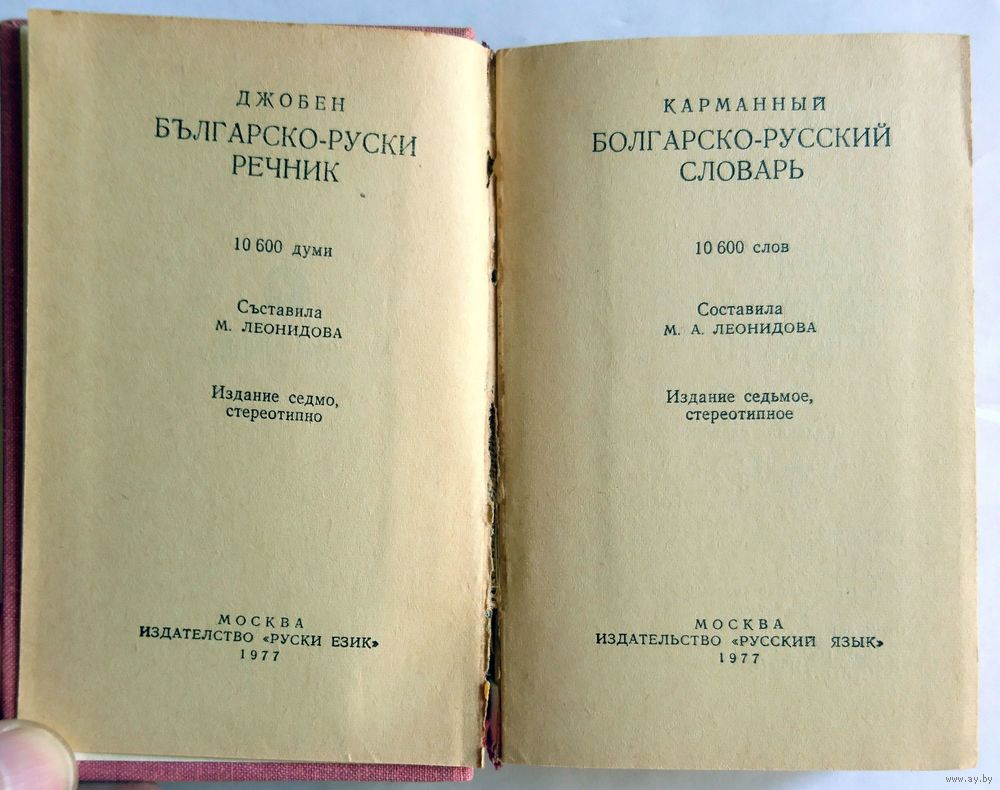 ДЖОБЕН
БЪЛГАРСКО-РУСКИ
РЕЧНИК
10 600 думи
Съставила
М. ЛЕОНИДОВА
Издание седмо,
стереотипно
МОСКВА
ИЗДАТЕЛСТВО «РУСКИ ЕЗИК»
1977
КАРМАННЫЙ
БОЛГАРСКО-РУССКИЙ
СЛОВАРЬ
10 600 слов
Составила
М. А. ЛЕОНИДОВА
Издание седьмое,
стереотипное
МОСКВА
ИЗДАТЕЛЬСТВО «РУССКИЙ ЯЗЫК»
1977
www.ay.by